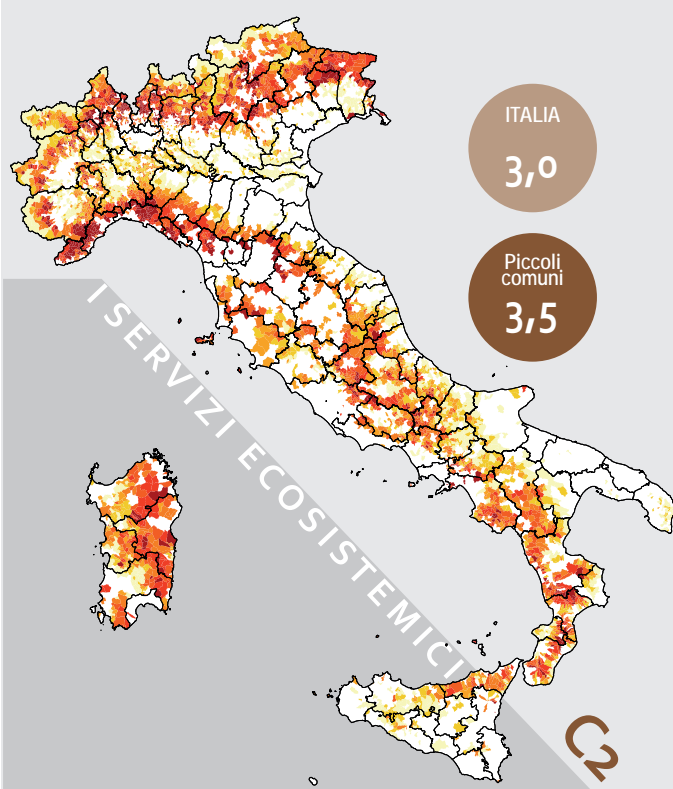 ITALIA
3,0
Piccoli
comuni
3,5
I SERVIZI ECOSISTEMICI
C2